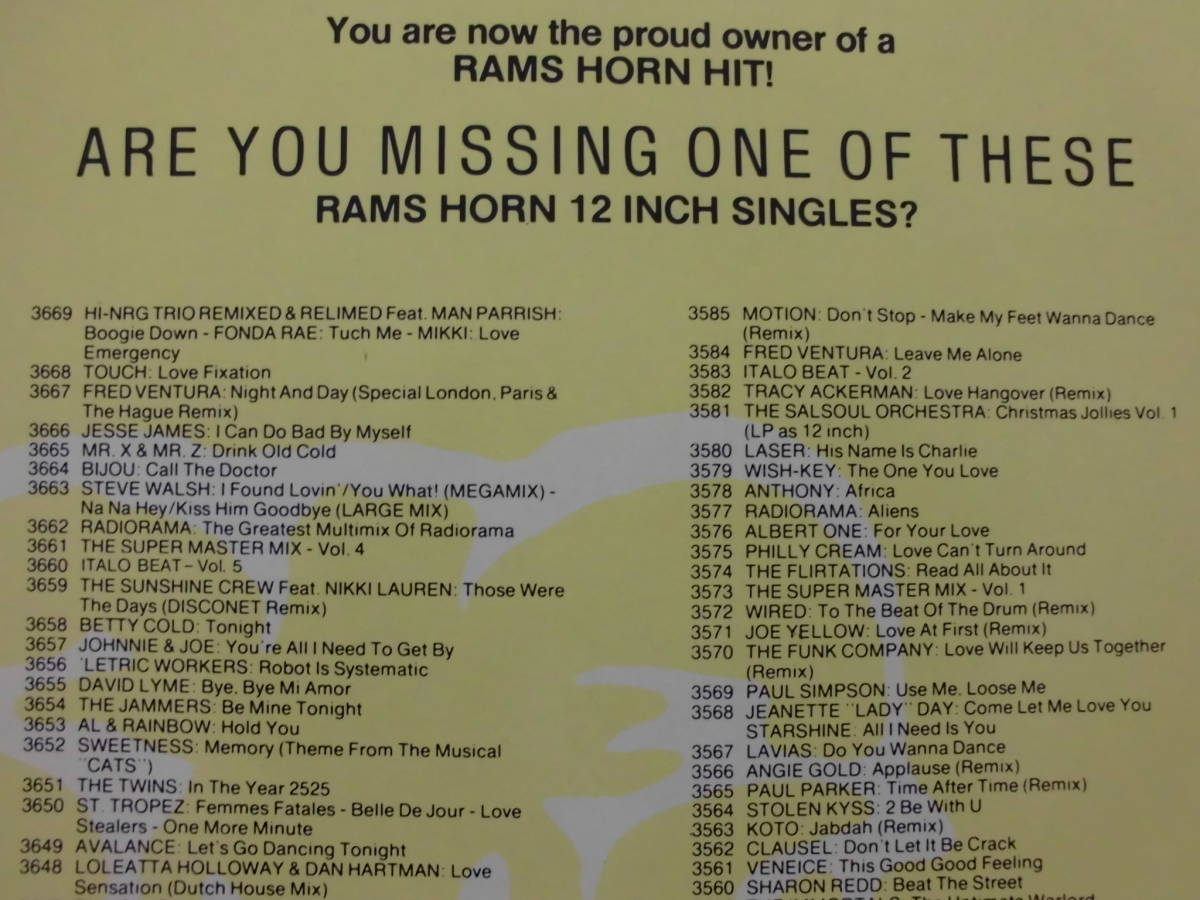 You are now the proud owner of a
RAMS HORN HIT!
ARE YOU MISSING ONE OF THESE
RAMS HORN 12 INCH SINGLES?
3669 HI-NRG TRIO REMIXED & RELIMED Feat. MAN PARRISH:
Boogie Down - FONDA RAE: Tuch Me - MIKKI: Love
Emergency
3668 TOUCH: Love Fixation
3667 FRED VENTURA: Night And Day (Special London, Paris &
The Hague Remix)
3666 JESSE JAMES: I Can Do Bad By Myself
3665 MR. X & MR. Z: Drink Old Cold
3664 BIJOU: Call The Doctor
3663 STEVE WALSH: I Found Lovin'/You What! (MEGAMIX) -
Na Na Hey/Kiss Him Goodbye (LARGE MIX)
3662 RADIORAMA: The Greatest Multimix Of Radiorama
3661 THE SUPER MASTER MIX - Vol. 4
3660 ITALO BEAT - Vol. 5
3659 THE SUNSHINE CREW Feat. NIKKI LAUREN: Those Were
The Days (DISCONET Remix)
3658 BETTY COLD: Tonight
3657 JOHNNIE & JOE: You're All I Need To Get By
3656 'LETRIC WORKERS: Robot Is Systematic
3655 DAVID LYME: Bye, Bye Mi Amor
3654 THE JAMMERS: Be Mine Tonight
3653 AL & RAINBOW: Hold You
3652 SWEETNESS: Memory (Theme From The Musical
"CATS")
3651 THE TWINS: In The Year 2525
3650 ST. TROPEZ: Femmes Fatales - Belle De Jour - Love
Stealers - One More Minute
3649 AVALANCE: Let's Go Dancing Tonight
3648 LOLEATTA HOLLOWAY & DAN HARTMAN: Love
Sensation (Dutch House Mix)
3585 MOTION: Don't Stop - Make My Feet Wanna Dance
(Remix)
3584 FRED VENTURA: Leave Me Alone
3583 ITALO BEAT - Vol. 2
3582 TRACY ACKERMAN: Love Hangover (Remix)
3581 THE SALSOUL ORCHESTRA: Christmas Jollies Vol. 1
(LP as 12 inch)
3580 LASER: His Name Is Charlie
3579 WISH-KEY: The One You Love
3578 ANTHONY: Africa
3577 RADIORAMA: Aliens
3576 ALBERT ONE: For Your Love
3575 PHILLY CREAM: Love Can't Turn Around
3574 THE FLIRTATIONS: Read All About It
3573 THE SUPER MASTER MIX - Vol. 1
3572 WIRED: To The Beat Of The Drum (Remix)
3571 JOE YELLOW: Love At First (Remix)
3570 THE FUNK COMPANY: Love Will Keep Us Together
(Remix)
3569 PAUL SIMPSON: Use Me, Loose Me
3568 JEANETTE "LADY" DAY: Come Let Me Love You
STARSHINE: All I Need Is You
3567 LAVIAS: Do You Wanna Dance
3566 ANGIE GOLD: Applause (Remix)
3565 PAUL PARKER: Time After Time (Remix)
3564 STOLEN KYSS: 2 Be With U
3563 KOTO: Jabdah (Remix)
3562 CLAUSEL: Don't Let It Be Crack
3561 VENEICE: This Good Good Feeling
3560 SHARON REDD: Beat The Street